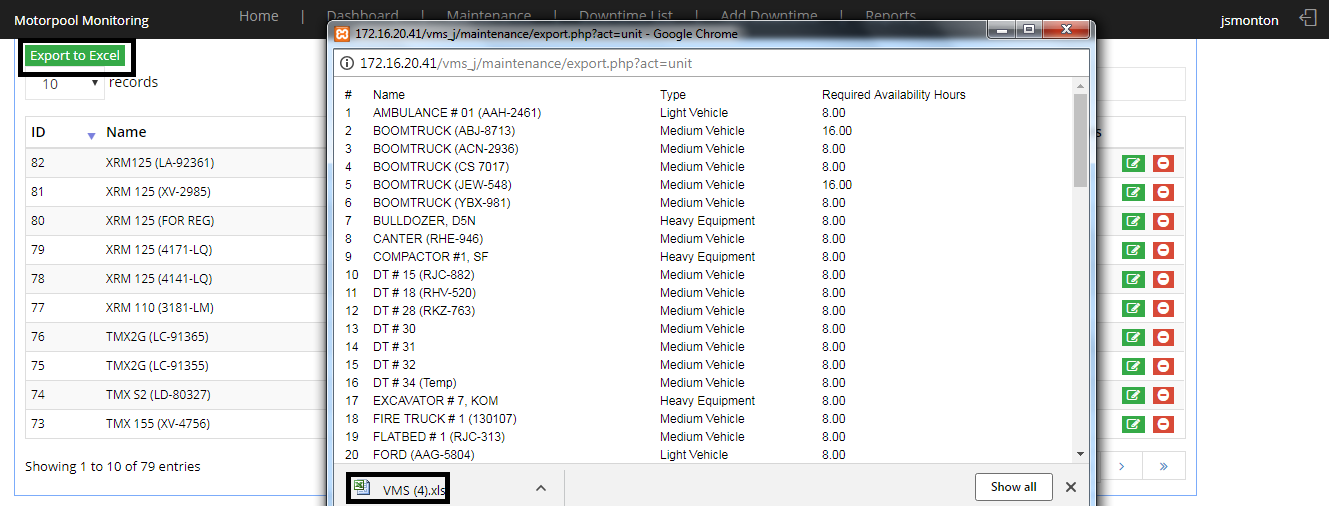 Motorpool Monitoring Home | Dashboard | Maintenance | Downtime List | Add Downtime | Reports jsmonton
Export to Excel
10 records
ID Name
82 XRM125 (LA-92361)
81 XRM 125 (XV-2985)
80 XRM 125 (FOR REG)
79 XRM 125 (4171-LQ)
78 XRM 125 (4141-LQ)
77 XRM 110 (3181-LM)
76 TMX2G (LC-91365)
75 TMX2G (LC-91355)
74 TMX S2 (LD-80327)
73 TMX 155 (XV-4756)
Showing 1 to 10 of 79 entries
› »
172.16.20.41/vms_j/maintenance/export.php?act=unit - Google Chrome
172.16.20.41/vms_j/maintenance/export.php?act=unit
# Name Type Required Availability Hours
1 AMBULANCE # 01 (AAH-2461) Light Vehicle 8.00
2 BOOMTRUCK (ABJ-8713) Medium Vehicle 16.00
3 BOOMTRUCK (ACN-2936) Medium Vehicle 8.00
4 BOOMTRUCK (CS 7017) Medium Vehicle 8.00
5 BOOMTRUCK (JEW-548) Medium Vehicle 16.00
6 BOOMTRUCK (YBX-981) Medium Vehicle 8.00
7 BULLDOZER, D5N Heavy Equipment 8.00
8 CANTER (RHE-946) Medium Vehicle 8.00
9 COMPACTOR #1, SF Heavy Equipment 8.00
10 DT # 15 (RJC-882) Medium Vehicle 8.00
11 DT # 18 (RHV-520) Medium Vehicle 8.00
12 DT # 28 (RKZ-763) Medium Vehicle 8.00
13 DT # 30 Medium Vehicle 8.00
14 DT # 31 Medium Vehicle 8.00
15 DT # 32 Medium Vehicle 8.00
16 DT # 34 (Temp) Medium Vehicle 8.00
17 EXCAVATOR # 7, KOM Heavy Equipment 8.00
18 FIRE TRUCK # 1 (130107) Medium Vehicle 8.00
19 FLATBED # 1 (RJC-313) Medium Vehicle 8.00
20 FORD (AAG-5804) Light Vehicle 8.00
VMS (4).xls Show all